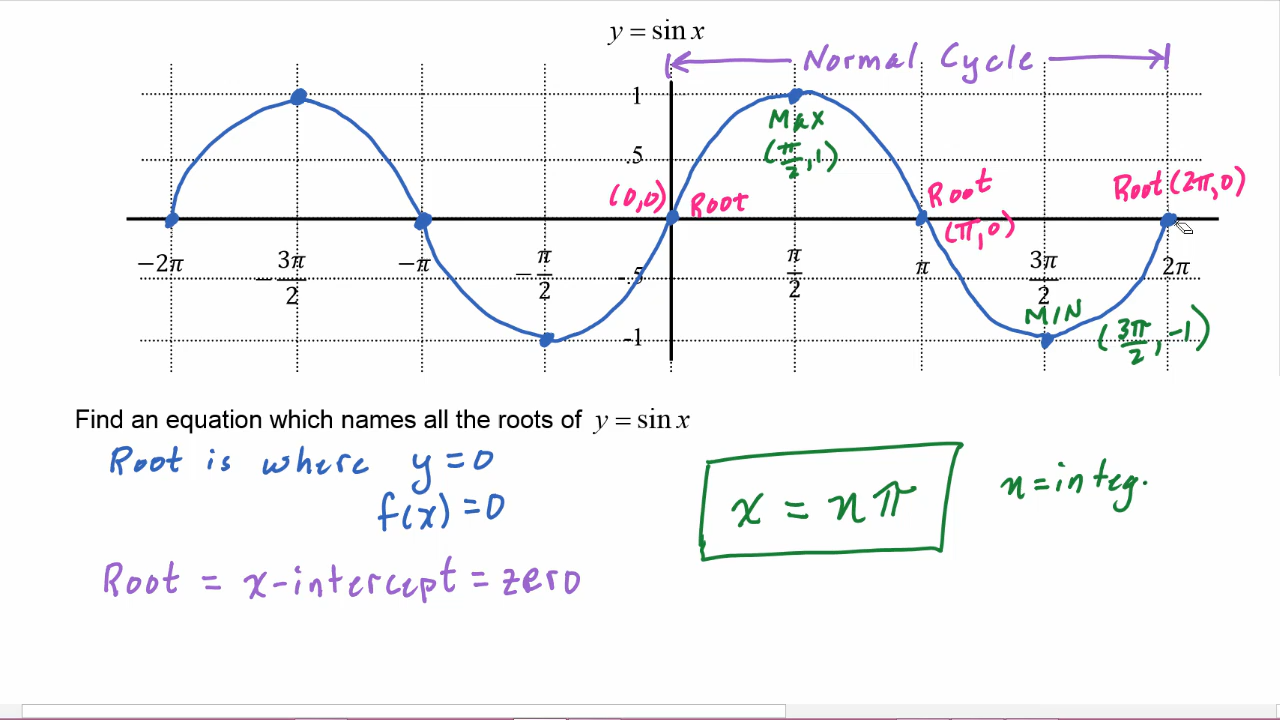 y = sin x
Normal Cycle
1
Max
(π/2, 1)
.5
(0,0) Root
Root
(π,0)
Root (2π,0)
−2π
−3π/2
−π
−π/2
-.5
π/2
π
3π/2
2π
MIN
(3π/2, -1)
-1
Find an equation which names all the roots of y = sin x
Root is where y = 0
f(x) = 0
x = nπ
n = integ.
Root = x-intercept = zero